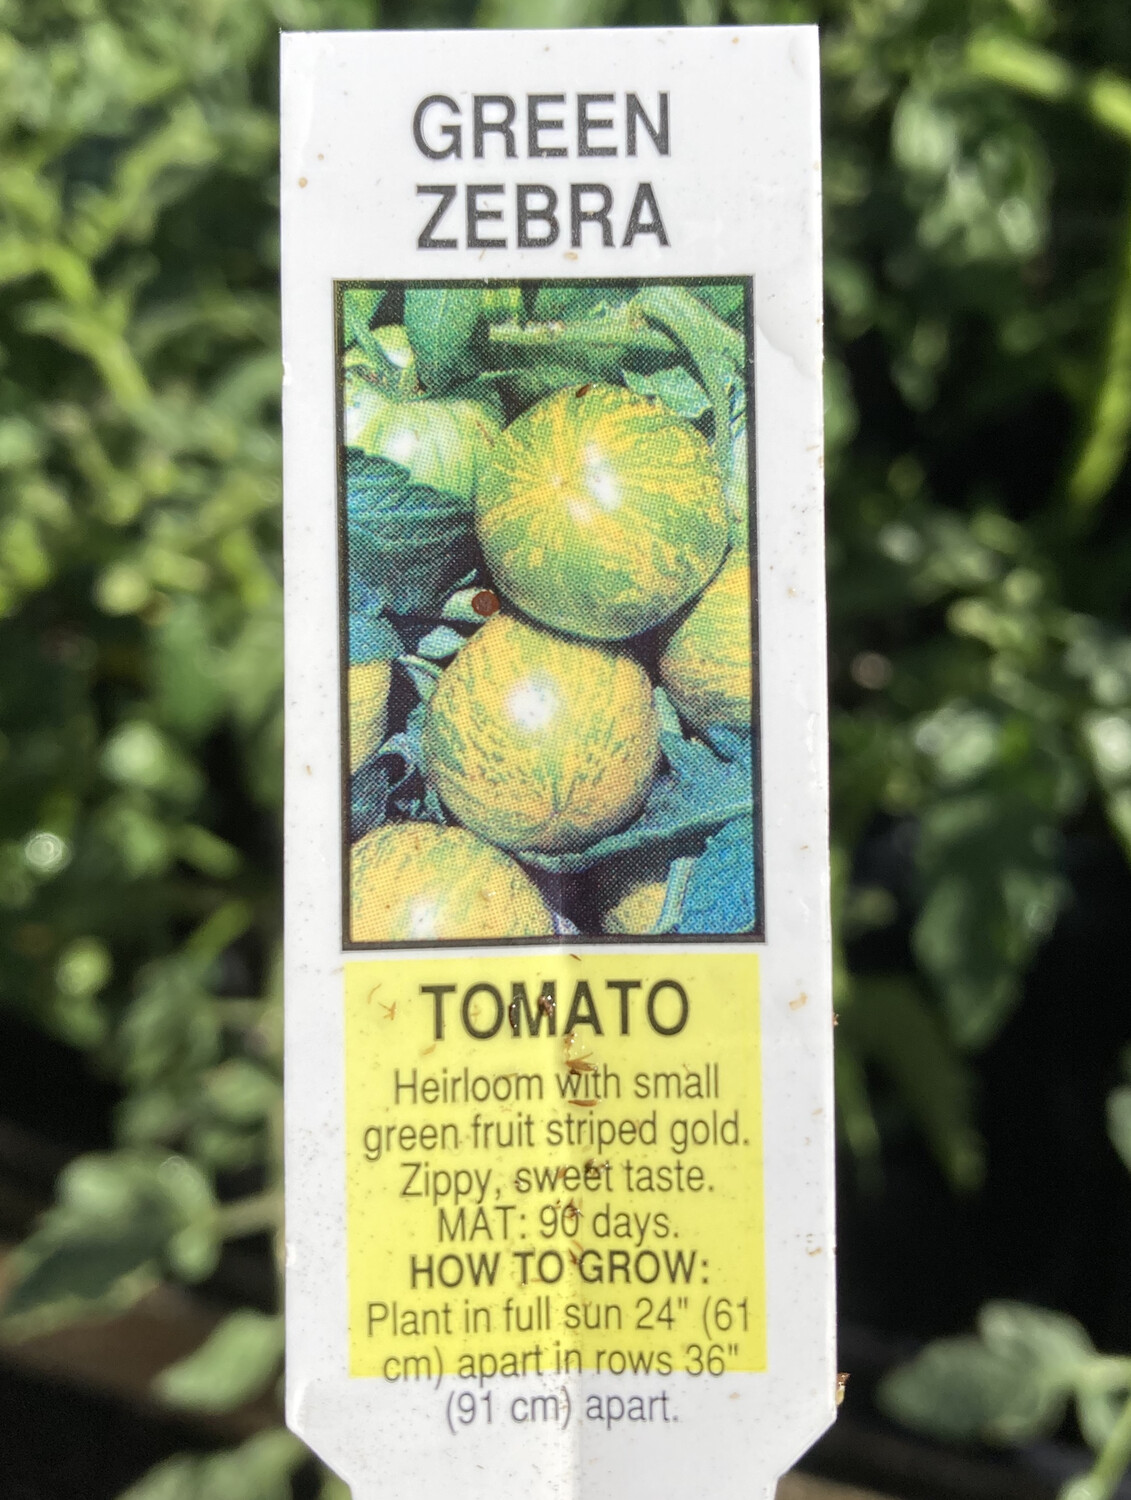 GREEN
ZEBRA
TOMATO
Heirloom with small
green fruit striped gold.
Zippy, sweet taste.
MAT: 90 days.
HOW TO GROW:
Plant in full sun 24" (61
cm) apart in rows 36"
(91 cm) apart.